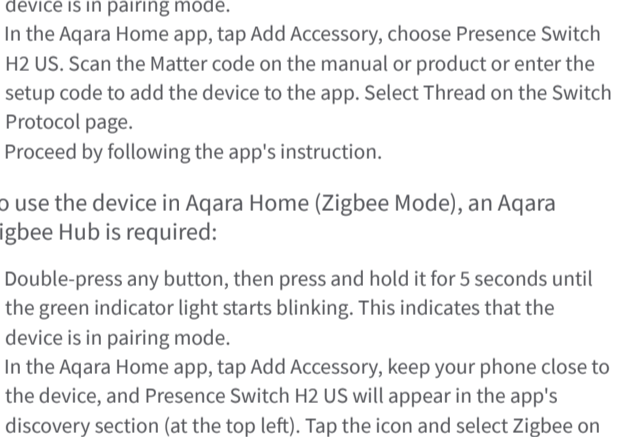 device is in pairing mode.
In the Aqara Home app, tap Add Accessory, choose Presence Switch
H2 US. Scan the Matter code on the manual or product or enter the
setup code to add the device to the app. Select Thread on the Switch
Protocol page.
Proceed by following the app's instruction.
o use the device in Aqara Home (Zigbee Mode), an Aqara
igbee Hub is required:
Double-press any button, then press and hold it for 5 seconds until
the green indicator light starts blinking. This indicates that the
device is in pairing mode.
In the Aqara Home app, tap Add Accessory, keep your phone close to
the device, and Presence Switch H2 US will appear in the app's
discovery section (at the top left). Tap the icon and select Zigbee on